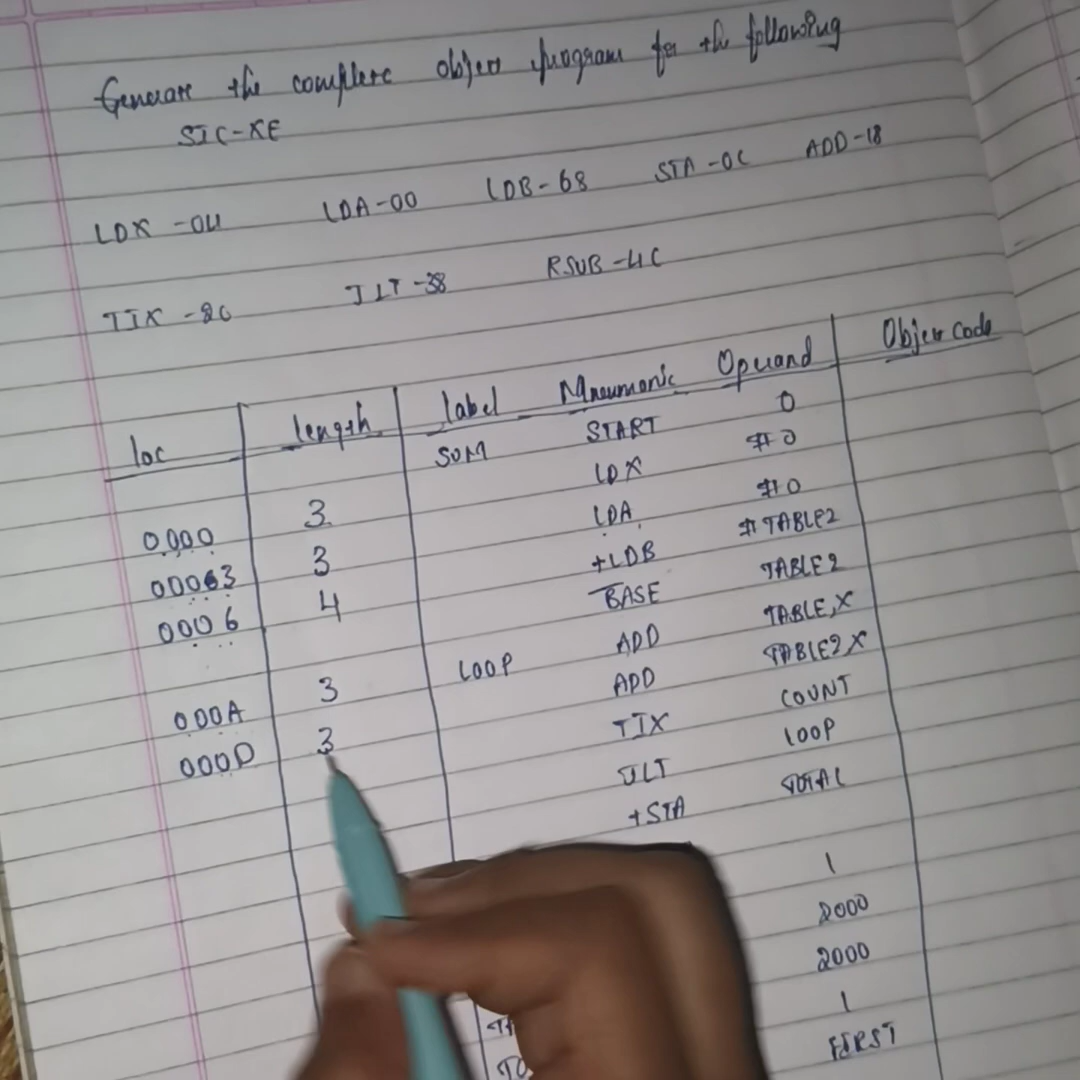 Generate the complete object program for the following
SIC-XE
LDX -04 LDA-00 LDB-68 STA-0C ADD-18
TIX -2C JLT-38 RSUB-4C
loc length label Mneumonic Operand Object code
SUM START 0
0000 3 LDX #0
0003 3 LDA #0
0006 4 +LDB #TABLE2
BASE TABLE2
000A 3 LOOP ADD TABLE,X
000D 3 ADD TABLE2 X
TIX COUNT
JLT LOOP
+STA TOTAL
1
2000
2000
1
FIRST